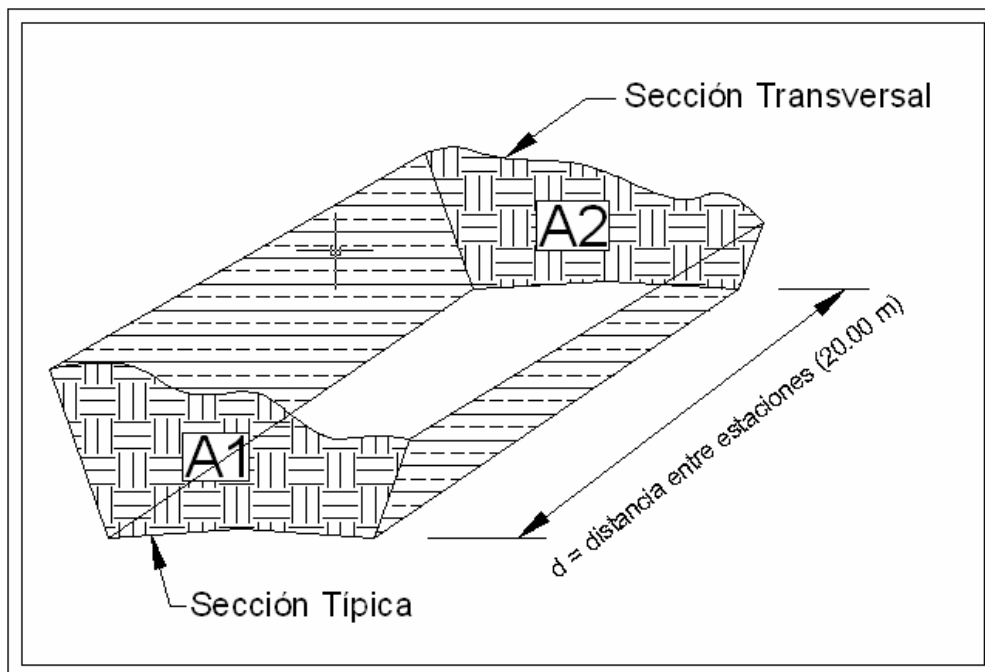 Sección Transversal
A2
d = distancia entre estaciones (20.00 m)
A1
Sección Típica